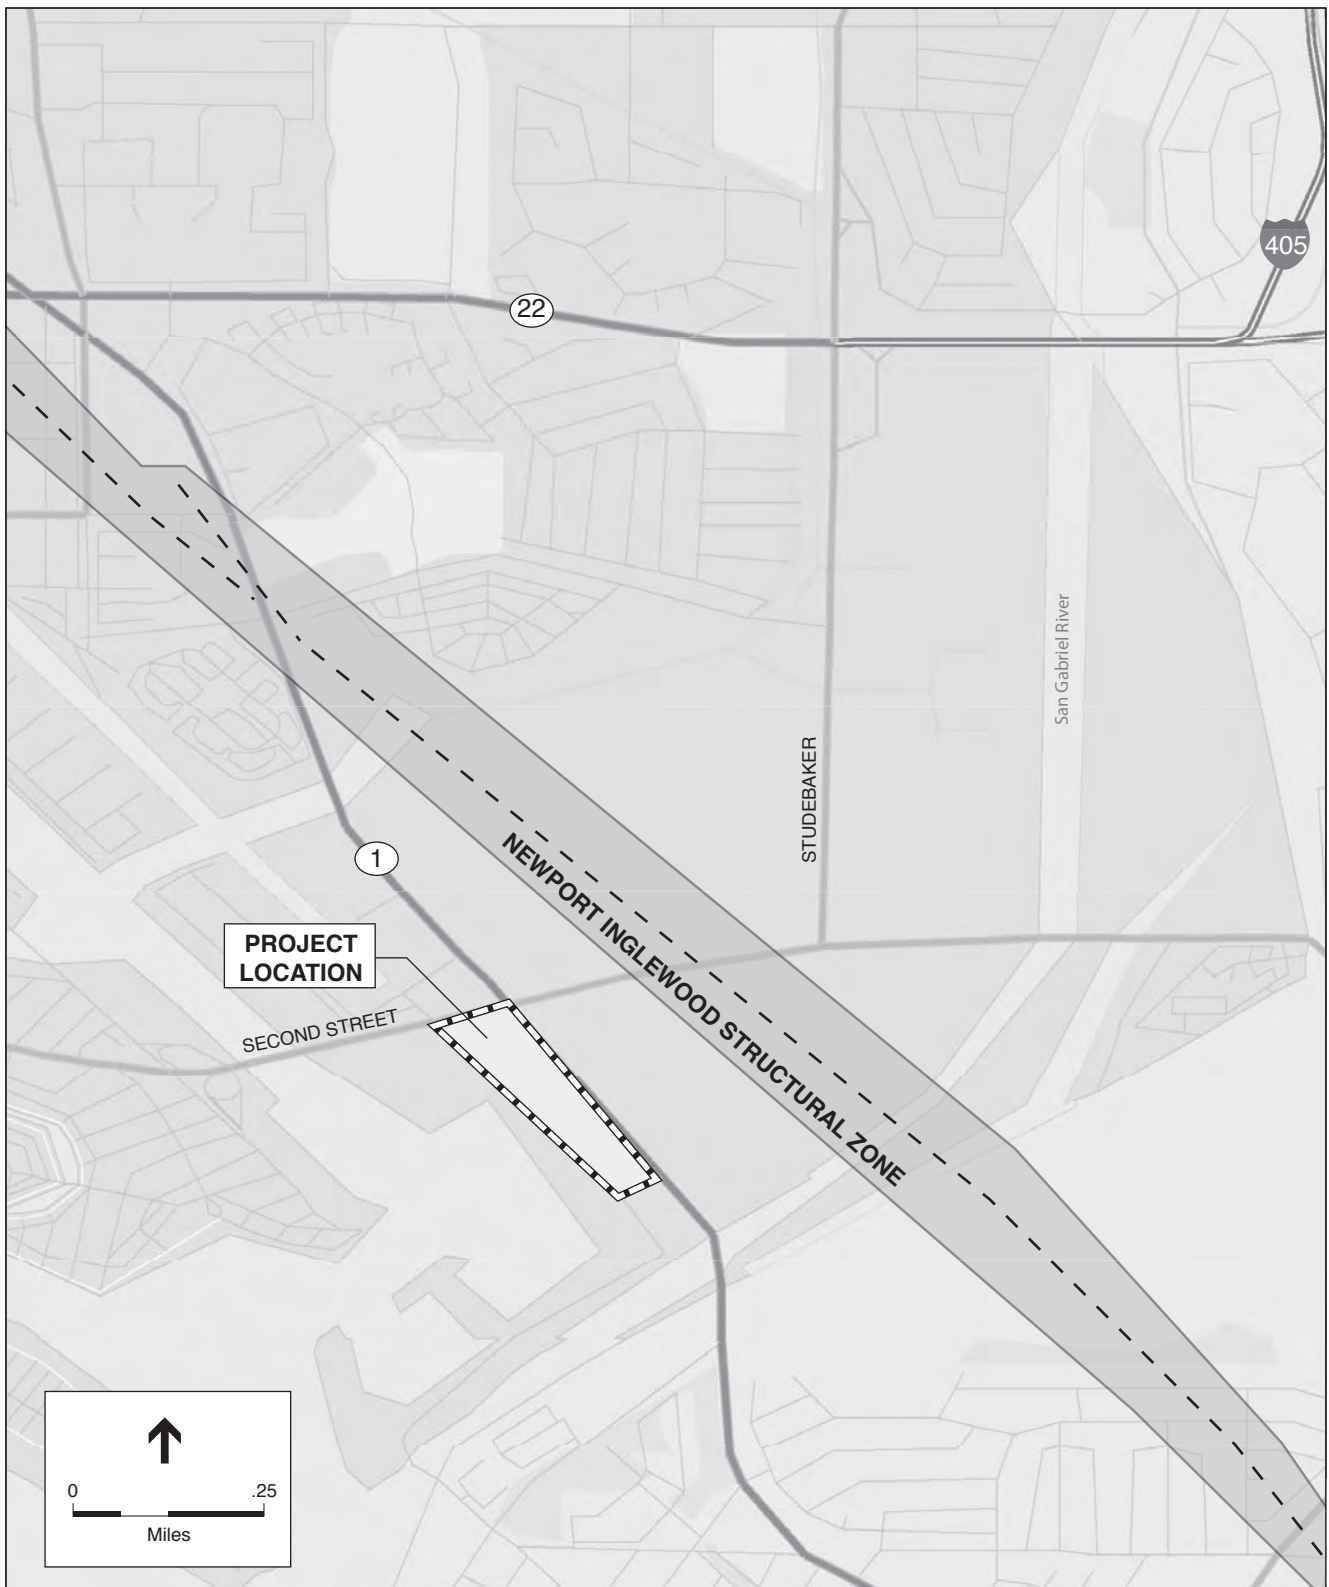 405
22
San Gabriel River
STUDEBAKER
1
NEWPORT INGLEWOOD STRUCTURAL ZONE
PROJECT
LOCATION
SECOND STREET
0 .25
Miles